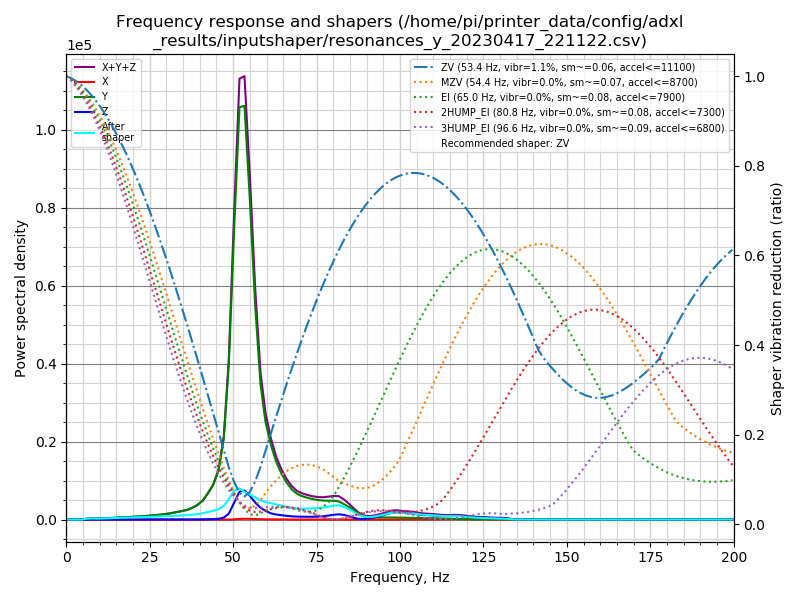 Frequency response and shapers (/home/pi/printer_data/config/adxl
_results/inputshaper/resonances_y_20230417_221122.csv)
1e5
X+Y+Z
X
Y
Z
After
shaper
ZV (53.4 Hz, vibr=1.1%, sm~=0.06, accel<=11100)
MZV (54.4 Hz, vibr=0.0%, sm~=0.07, accel<=8700)
EI (65.0 Hz, vibr=0.0%, sm~=0.08, accel<=7900)
2HUMP_EI (80.8 Hz, vibr=0.0%, sm~=0.08, accel<=7300)
3HUMP_EI (96.6 Hz, vibr=0.0%, sm~=0.09, accel<=6800)
Recommended shaper: ZV
Power spectral density
1.0
0.8
0.6
0.4
0.2
0.0
1.0
0.8
0.6
0.4
0.2
0.0
Shaper vibration reduction (ratio)
0 25 50 75 100 125 150 175 200
Frequency, Hz